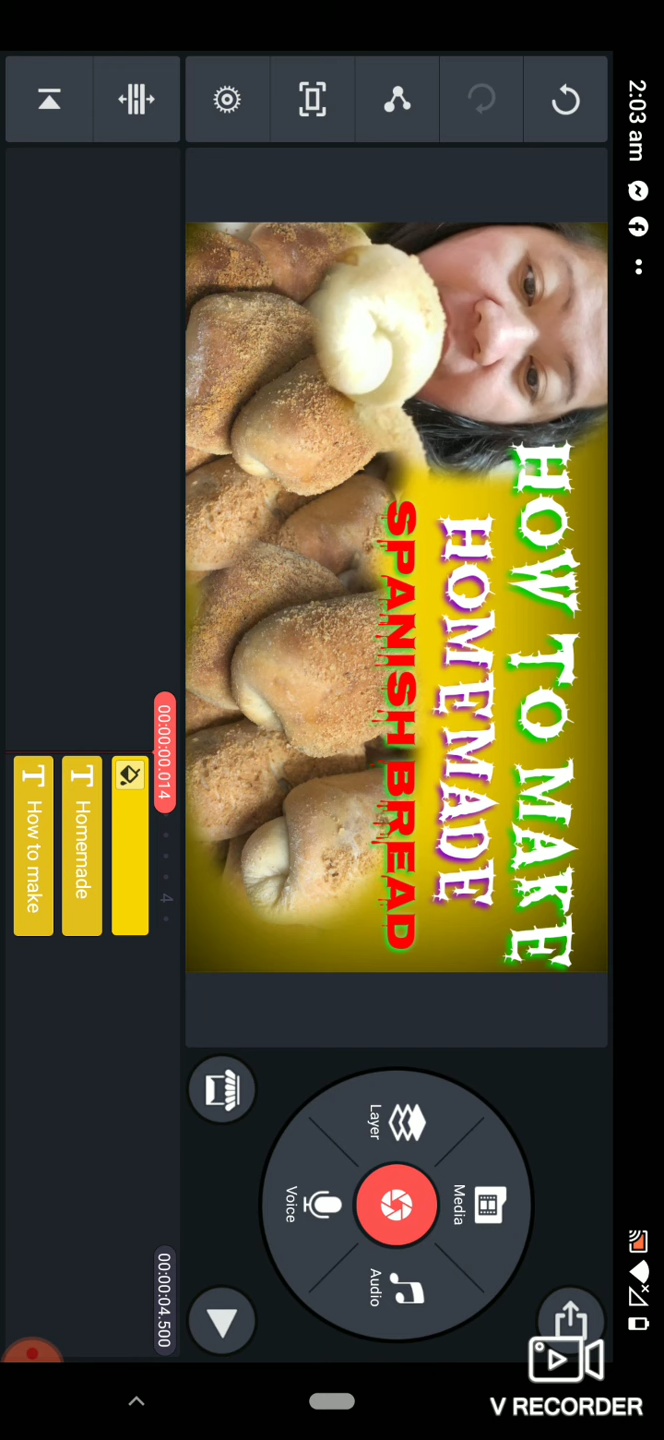 2:03 am
HOW TO MAKE
HOMEMADE
SPANISH BREAD
Media
Layer
Audio
Voice
00:00:00.014
4
00:00:04.500
Homemade
How to make
V RECORDER